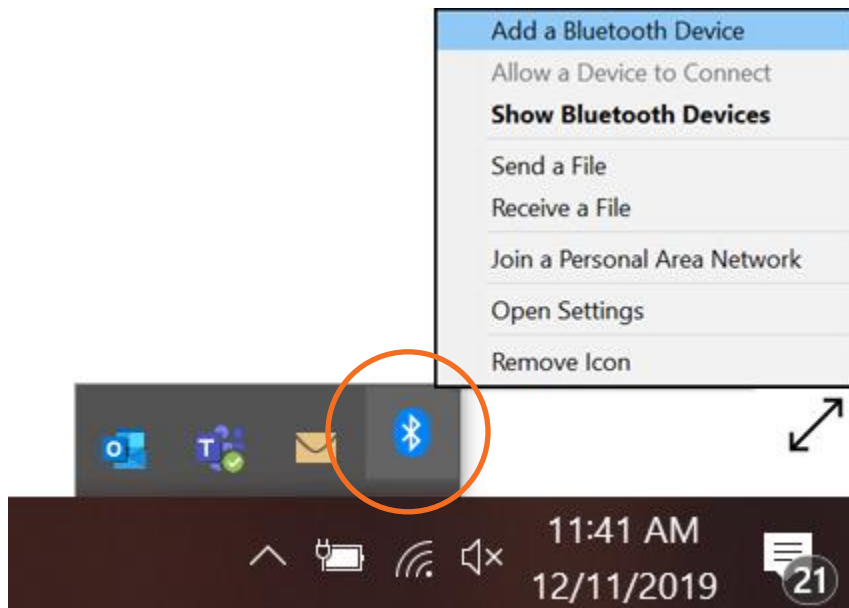 Add a Bluetooth Device
Allow a Device to Connect
Show Bluetooth Devices
Send a File
Receive a File
Join a Personal Area Network
Open Settings
Remove Icon
O
T
11:41 AM
12/11/2019
21